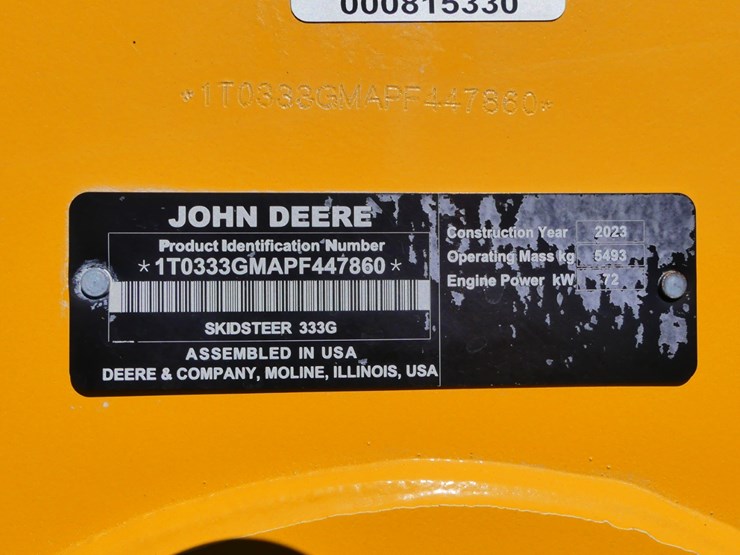 000815330
*1T0333GMAPF447860*
JOHN DEERE
Product Identification Number
*1T0333GMAPF447860*
SKIDSTEER 333G
ASSEMBLED IN USA
DEERE & COMPANY, MOLINE, ILLINOIS, USA
Construction Year 2023
Operating Mass kg 5493
Engine Power kW 72